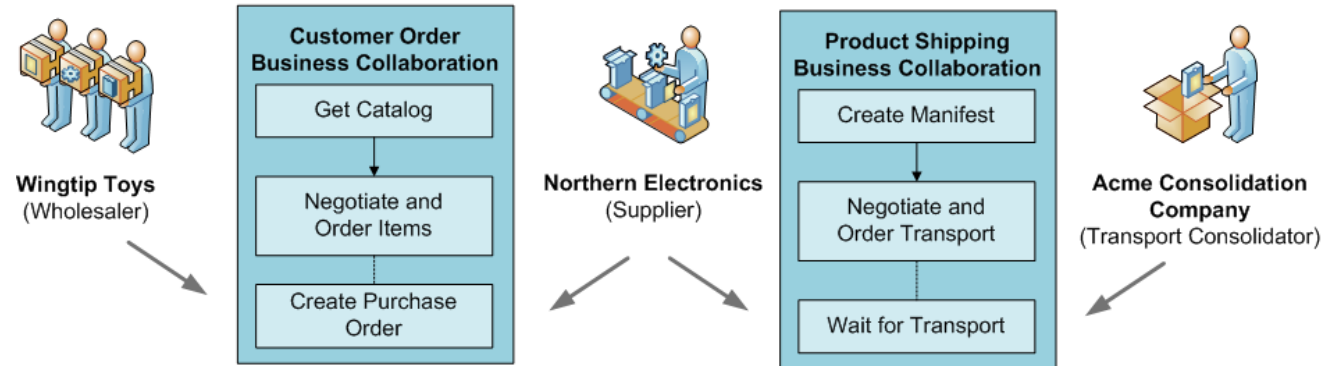 Wingtip Toys
(Wholesaler)
Customer Order
Business Collaboration
Get Catalog
Negotiate and
Order Items
Create Purchase
Order
Northern Electronics
(Supplier)
Product Shipping
Business Collaboration
Create Manifest
Negotiate and
Order Transport
Wait for Transport
Acme Consolidation
Company
(Transport Consolidator)